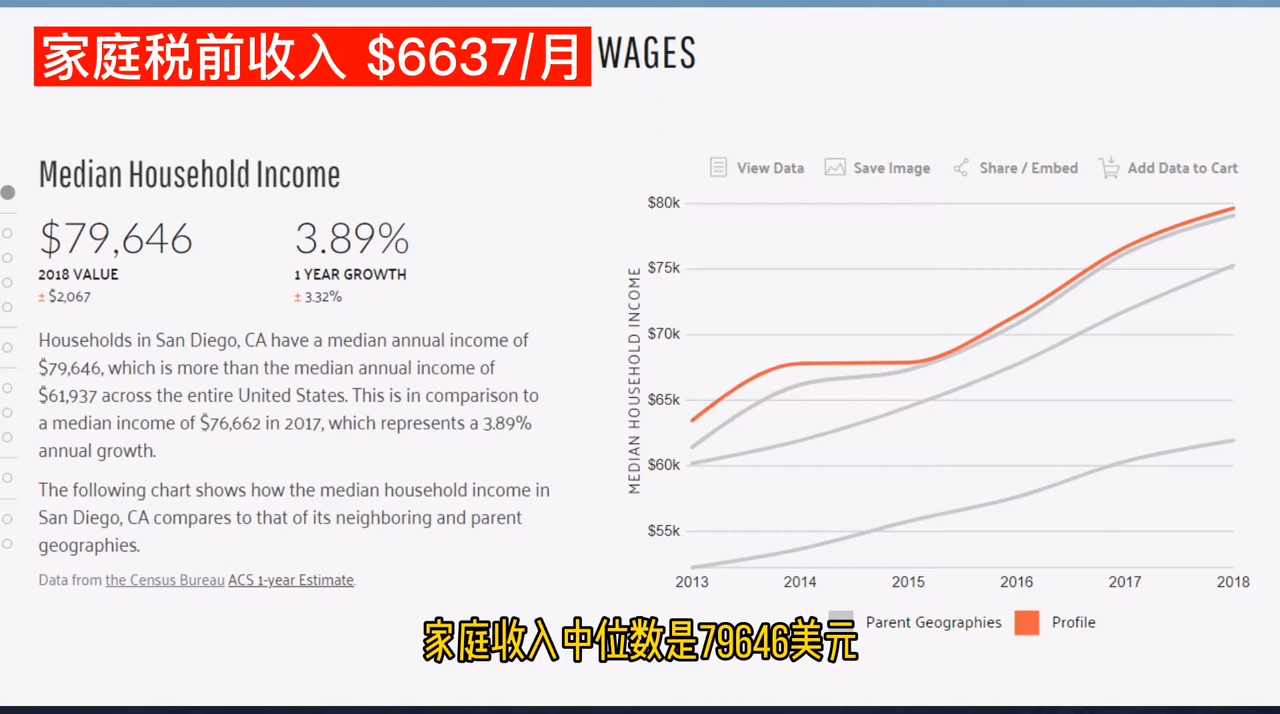 家庭税前收入 $6637/月 WAGES
Median Household Income
$79,646 3.89%
2018 VALUE 1 YEAR GROWTH
± $2,067 ± 3.32%
Households in San Diego, CA have a median annual income of
$79,646, which is more than the median annual income of
$61,937 across the entire United States. This is in comparison to
a median income of $76,662 in 2017, which represents a 3.89%
annual growth.
The following chart shows how the median household income in
San Diego, CA compares to that of its neighboring and parent
geographies.
Data from the Census Bureau ACS 1-year Estimate.
View Data Save Image Share / Embed Add Data to Cart
MEDIAN HOUSEHOLD INCOME
$80k
$75k
$70k
$65k
$60k
$55k
2013 2014 2015 2016 2017 2018
Parent Geographies Profile
家庭收入中位数是79646美元